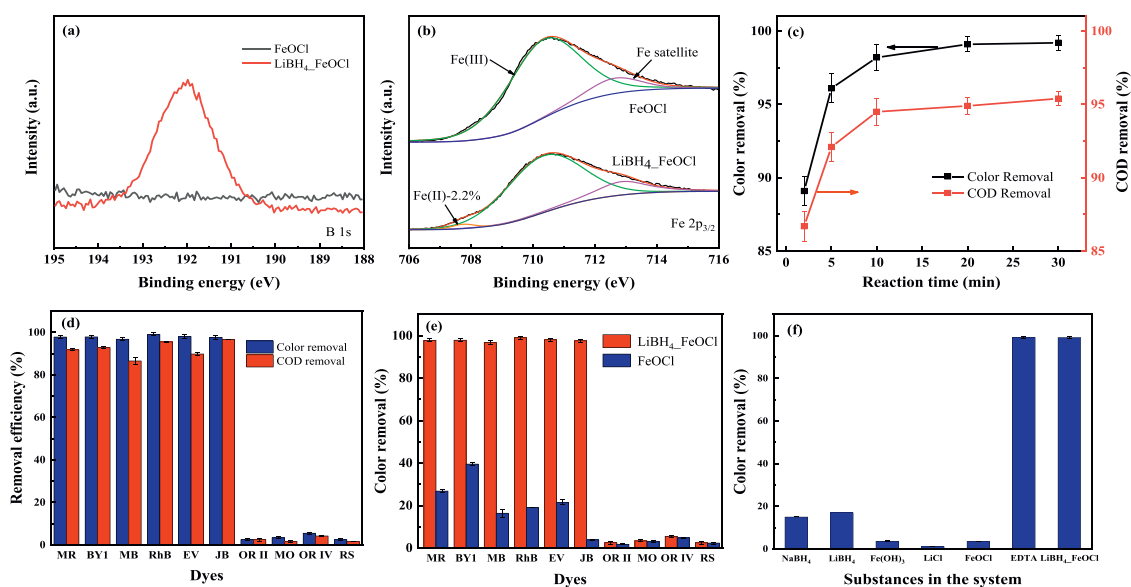 (a)
FeOCl
LiBH4_FeOCl
Intensity (a.u.)
B 1s
195 194 193 192 191 190 189 188
Binding energy (eV)
(b)
Fe(III)
Fe satellite
FeOCl
LiBH4_FeOCl
Fe(II)-2.2%
Fe 2p3/2
Intensity (a.u.)
706 708 710 712 714 716
Binding energy (eV)
(c)
100
95
90
85
Color removal (%)
Color Removal
COD Removal
100
95
90
85
COD removal (%)
0 5 10 15 20 25 30
Reaction time (min)
(d)
Color removal
COD removal
100
80
60
40
20
0
Removal efficiency (%)
MR BY1 MB RhB EV JB OR II MO OR IV RS
Dyes
(e)
LiBH4_FeOCl
FeOCl
100
80
60
40
20
0
Color removal (%)
MR BY1 MB RhB EV JB OR II MO OR IV RS
Dyes
(f)
100
80
60
40
20
0
Color removal (%)
NaBH4 LiBH4 Fe(OH)3 LiCl FeOCl EDTA LiBH4_FeOCl
Substances in the system